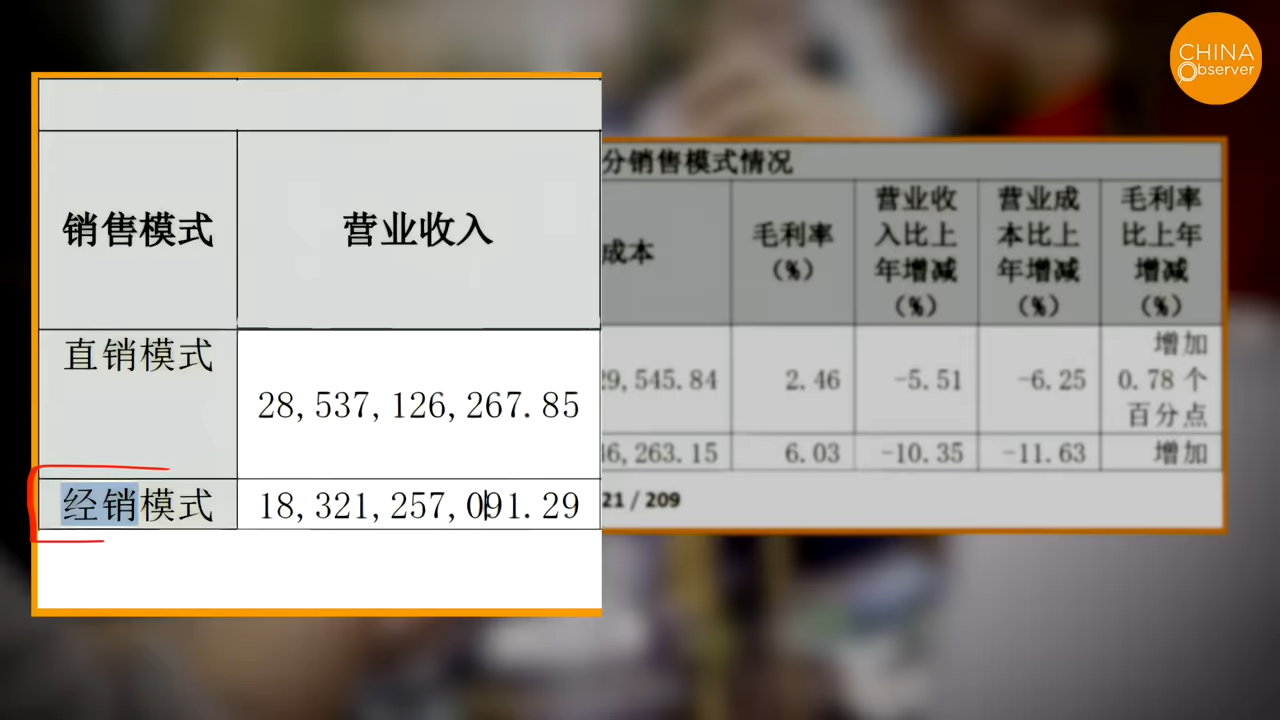 CHINA
Observer
销售模式
营业收入
直销模式
28,537,126,267.85
经销模式
18,321,257,091.29
分销售模式情况
成本
毛利率
（%）
营业收
入比上
年增减
（%）
营业成
本比上
年增减
（%）
毛利率
比上年
增减
（%）
29,545.84
2.46
-5.51
-6.25
增加
0.78 个
百分点
46,263.15
6.03
-10.35
-11.63
增加
21 / 209